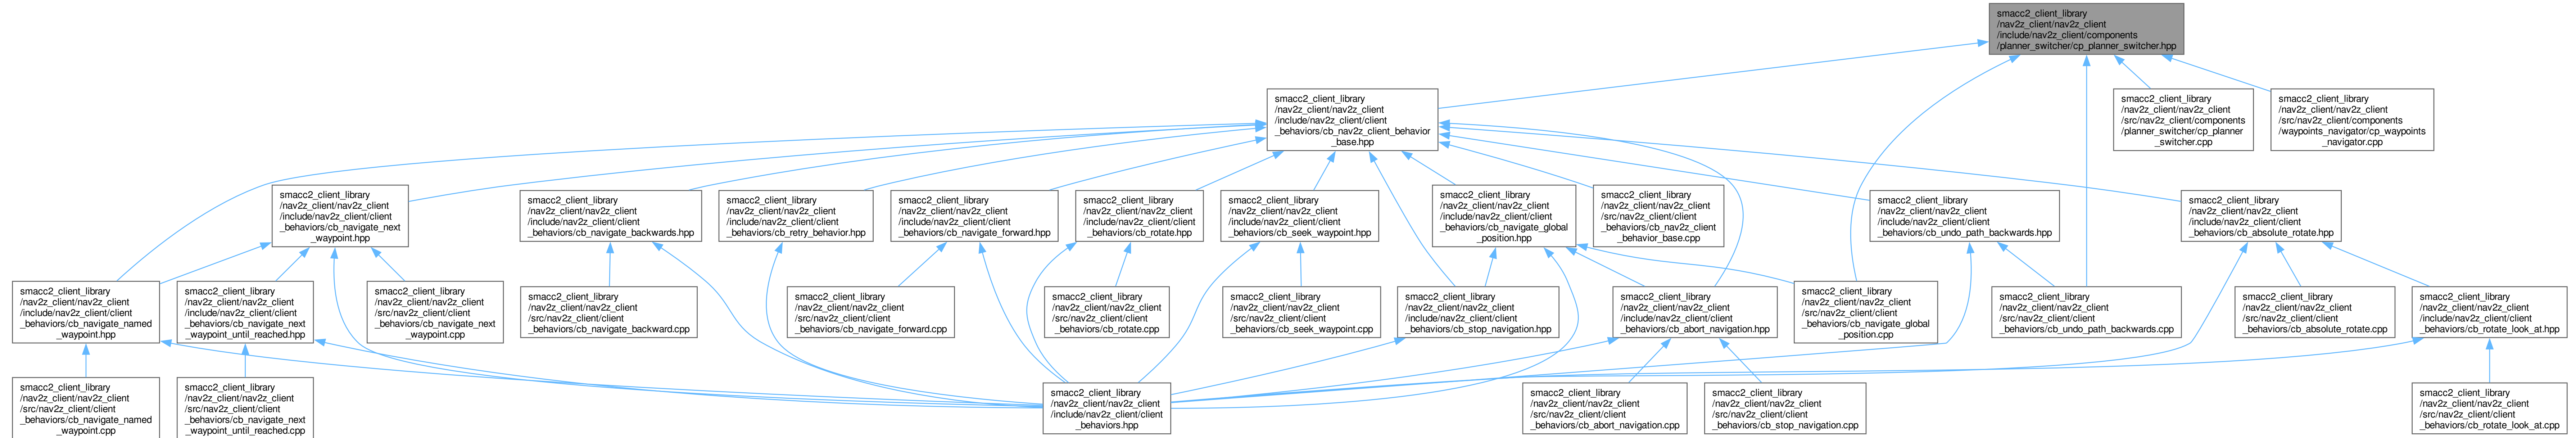 smacc2_client_library
/nav2z_client/nav2z_client
/include/nav2z_client/components
/planner_switcher/cp_planner_switcher.hpp
smacc2_client_library
/nav2z_client/nav2z_client
/include/nav2z_client/client
_behaviors/cb_nav2z_client_behavior
_base.hpp
smacc2_client_library
/nav2z_client/nav2z_client
/src/nav2z_client/components
/planner_switcher/cp_planner
_switcher.cpp
smacc2_client_library
/nav2z_client/nav2z_client
/src/nav2z_client/components
/waypoints_navigator/cp_waypoints
_navigator.cpp
smacc2_client_library
/nav2z_client/nav2z_client
/include/nav2z_client/client
_behaviors/cb_navigate_next
_waypoint.hpp
smacc2_client_library
/nav2z_client/nav2z_client
/include/nav2z_client/client
_behaviors/cb_navigate_backwards.hpp
smacc2_client_library
/nav2z_client/nav2z_client
/include/nav2z_client/client
_behaviors/cb_retry_behavior.hpp
smacc2_client_library
/nav2z_client/nav2z_client
/include/nav2z_client/client
_behaviors/cb_navigate_forward.hpp
smacc2_client_library
/nav2z_client/nav2z_client
/include/nav2z_client/client
_behaviors/cb_rotate.hpp
smacc2_client_library
/nav2z_client/nav2z_client
/include/nav2z_client/client
_behaviors/cb_seek_waypoint.hpp
smacc2_client_library
/nav2z_client/nav2z_client
/include/nav2z_client/client
_behaviors/cb_navigate_global
_position.hpp
smacc2_client_library
/nav2z_client/nav2z_client
/src/nav2z_client/client
_behaviors/cb_nav2z_client
_behavior_base.cpp
smacc2_client_library
/nav2z_client/nav2z_client
/include/nav2z_client/client
_behaviors/cb_undo_path_backwards.hpp
smacc2_client_library
/nav2z_client/nav2z_client
/include/nav2z_client/client
_behaviors/cb_absolute_rotate.hpp
smacc2_client_library
/nav2z_client/nav2z_client
/include/nav2z_client/client
_behaviors/cb_navigate_named
_waypoint.hpp
smacc2_client_library
/nav2z_client/nav2z_client
/include/nav2z_client/client
_behaviors/cb_navigate_next
_waypoint_until_reached.hpp
smacc2_client_library
/nav2z_client/nav2z_client
/src/nav2z_client/client
_behaviors/cb_navigate_next
_waypoint.cpp
smacc2_client_library
/nav2z_client/nav2z_client
/src/nav2z_client/client
_behaviors/cb_navigate_backward.cpp
smacc2_client_library
/nav2z_client/nav2z_client
/src/nav2z_client/client
_behaviors/cb_navigate_forward.cpp
smacc2_client_library
/nav2z_client/nav2z_client
/src/nav2z_client/client
_behaviors/cb_rotate.cpp
smacc2_client_library
/nav2z_client/nav2z_client
/src/nav2z_client/client
_behaviors/cb_seek_waypoint.cpp
smacc2_client_library
/nav2z_client/nav2z_client
/include/nav2z_client/client
_behaviors/cb_stop_navigation.hpp
smacc2_client_library
/nav2z_client/nav2z_client
/include/nav2z_client/client
_behaviors/cb_abort_navigation.hpp
smacc2_client_library
/nav2z_client/nav2z_client
/src/nav2z_client/client
_behaviors/cb_navigate_global
_position.cpp
smacc2_client_library
/nav2z_client/nav2z_client
/src/nav2z_client/client
_behaviors/cb_undo_path_backwards.cpp
smacc2_client_library
/nav2z_client/nav2z_client
/src/nav2z_client/client
_behaviors/cb_absolute_rotate.cpp
smacc2_client_library
/nav2z_client/nav2z_client
/include/nav2z_client/client
_behaviors/cb_rotate_look_at.hpp
smacc2_client_library
/nav2z_client/nav2z_client
/src/nav2z_client/client
_behaviors/cb_navigate_named
_waypoint.cpp
smacc2_client_library
/nav2z_client/nav2z_client
/src/nav2z_client/client
_behaviors/cb_navigate_next
_waypoint_until_reached.cpp
smacc2_client_library
/nav2z_client/nav2z_client
/include/nav2z_client/client
_behaviors.hpp
smacc2_client_library
/nav2z_client/nav2z_client
/src/nav2z_client/client
_behaviors/cb_abort_navigation.cpp
smacc2_client_library
/nav2z_client/nav2z_client
/src/nav2z_client/client
_behaviors/cb_stop_navigation.cpp
smacc2_client_library
/nav2z_client/nav2z_client
/src/nav2z_client/client
_behaviors/cb_rotate_look_at.cpp